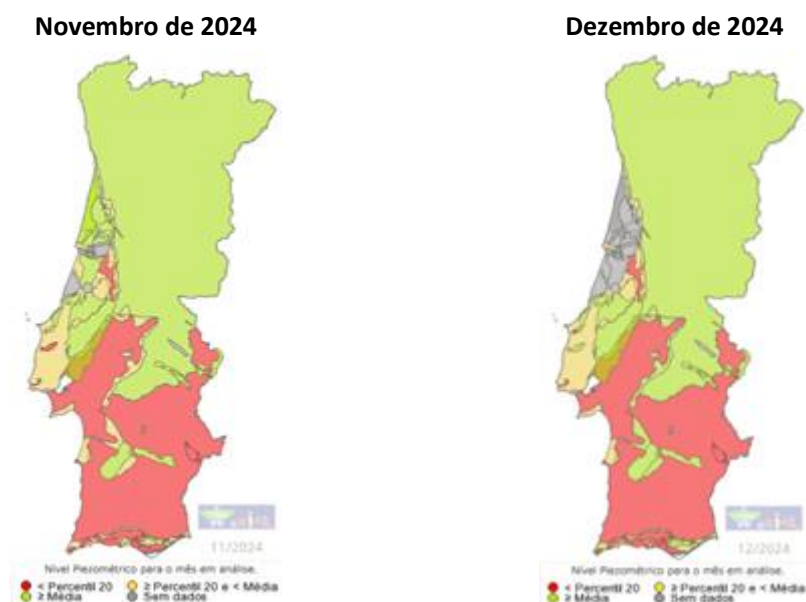 Novembro de 2024
Dezembro de 2024
11/2024
12/2024
Nível Piezométrico para o mês em análise.
< Percentil 20 ≥ Percentil 20 e < Média
≥ Média Sem dados
Nível Piezométrico para o mês em análise.
< Percentil 20 ≥ Percentil 20 e < Média
≥ Média Sem dados